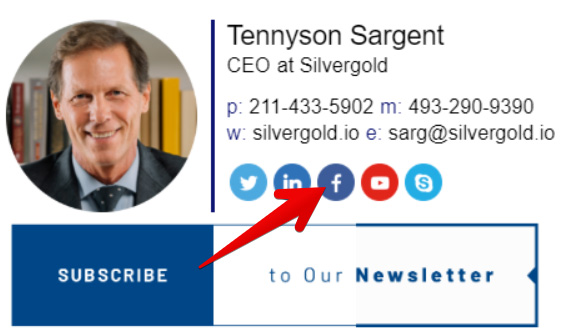 Tennyson Sargent
CEO at Silvergold
p: 211-433-5902 m: 493-290-9390
w: silvergold.io e: sarg@silvergold.io
in f S
SUBSCRIBE to Our Newsletter